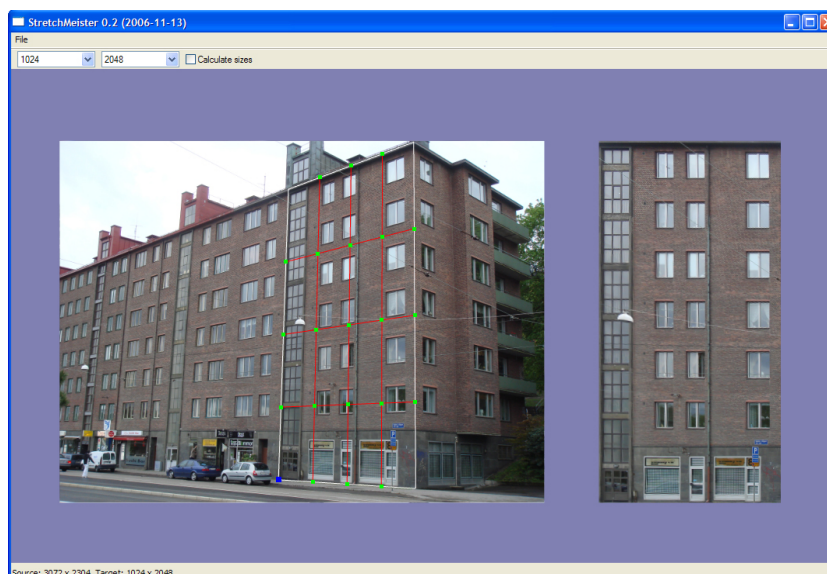 StretchMeister 0.2 (2006-11-13)
File
1024
2048
Calculate sizes
Source: 3072 x 2304, Target: 1024 x 2048